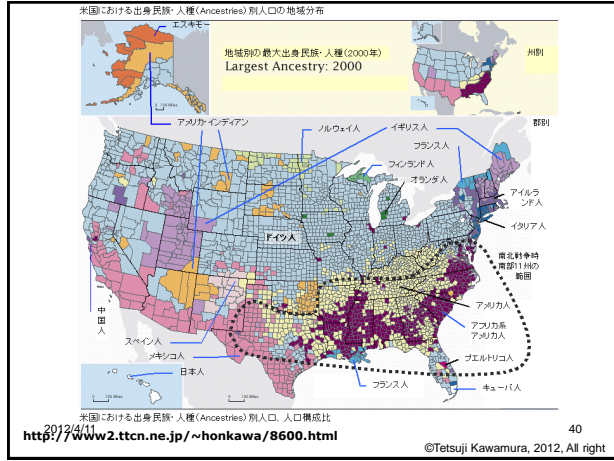 米国における出身民族・人種(Ancestries)別人口の地域分布
エスキモー
地域別の最大出身民族・人種(2000年)
Largest Ancestry: 2000
州別
アメリカ・インディアン
ノルウェイ人
イギリス人
郡別
フランス人
フィンランド人
オランダ人
アイルラ
ンド人
イタリア人
ドイツ人
南北戦争時
南部11州の
範囲
アメリカ人
アフリカ系
アメリカ人
中国人
スペイン人
メキシコ人
プエルトリコ人
日本人
フランス人
キューバ人
米国における出身民族・人種(Ancestries)別人口、人口構成比
2012/4/11
http://www2.ttcn.ne.jp/~honkawa/8600.html
40
©Tetsuji Kawamura, 2012, All right